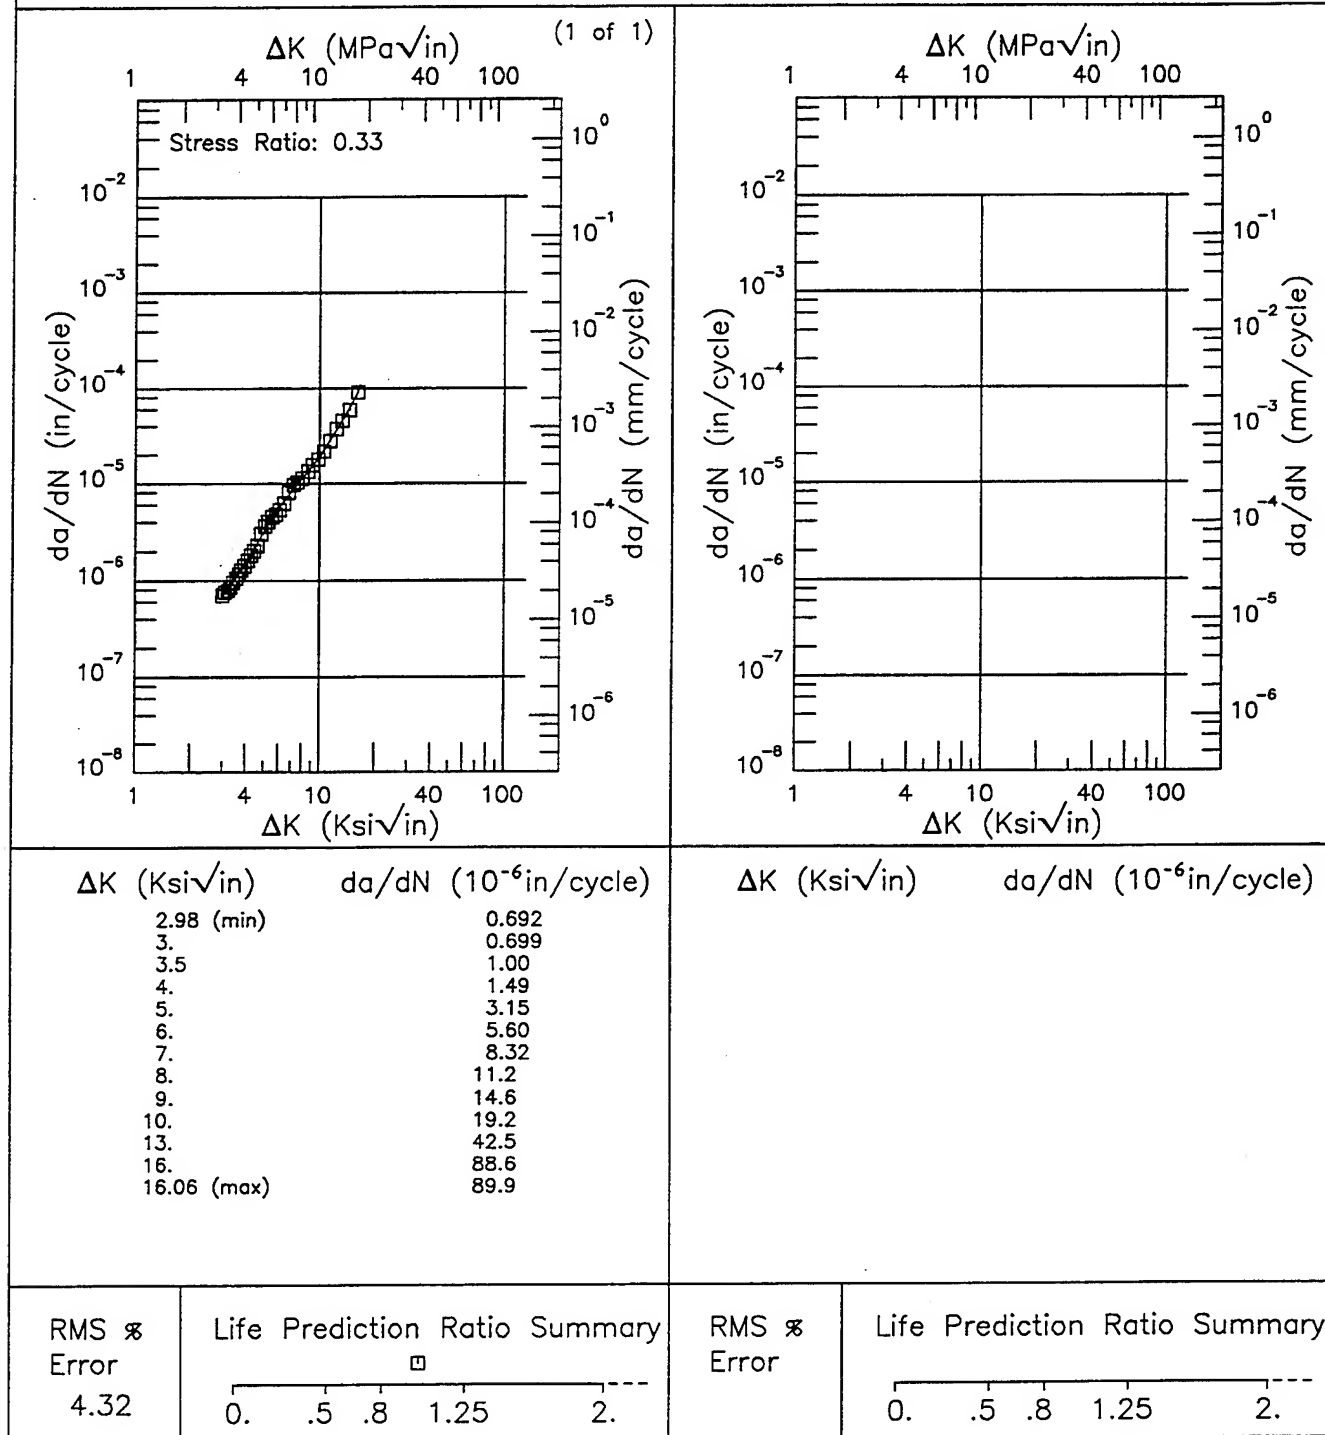 (1 of 1)
ΔK (MPa√in)
1 4 10 40 100
Stress Ratio: 0.33
10⁰
10⁻²
10⁻¹
10⁻³
10⁻²
10⁻⁴
10⁻³
10⁻⁵
10⁻⁴
10⁻⁶
10⁻⁵
10⁻⁷
10⁻⁶
10⁻⁸
da/dN (in/cycle)
da/dN (mm/cycle)
1 4 10 40 100
ΔK (Ksi√in)
ΔK (MPa√in)
1 4 10 40 100
10⁰
10⁻²
10⁻¹
10⁻³
10⁻²
10⁻⁴
10⁻³
10⁻⁵
10⁻⁴
10⁻⁶
10⁻⁵
10⁻⁷
10⁻⁶
10⁻⁸
da/dN (in/cycle)
da/dN (mm/cycle)
1 4 10 40 100
ΔK (Ksi√in)
ΔK (Ksi√in) da/dN (10⁻⁶in/cycle)
2.98 (min) 0.692
3. 0.699
3.5 1.00
4. 1.49
5. 3.15
6. 5.60
7. 8.32
8. 11.2
9. 14.6
10. 19.2
13. 42.5
16. 88.6
16.06 (max) 89.9
ΔK (Ksi√in) da/dN (10⁻⁶in/cycle)
RMS %
Error
4.32
Life Prediction Ratio Summary
0. .5 .8 1.25 2.
RMS %
Error
Life Prediction Ratio Summary
0. .5 .8 1.25 2.